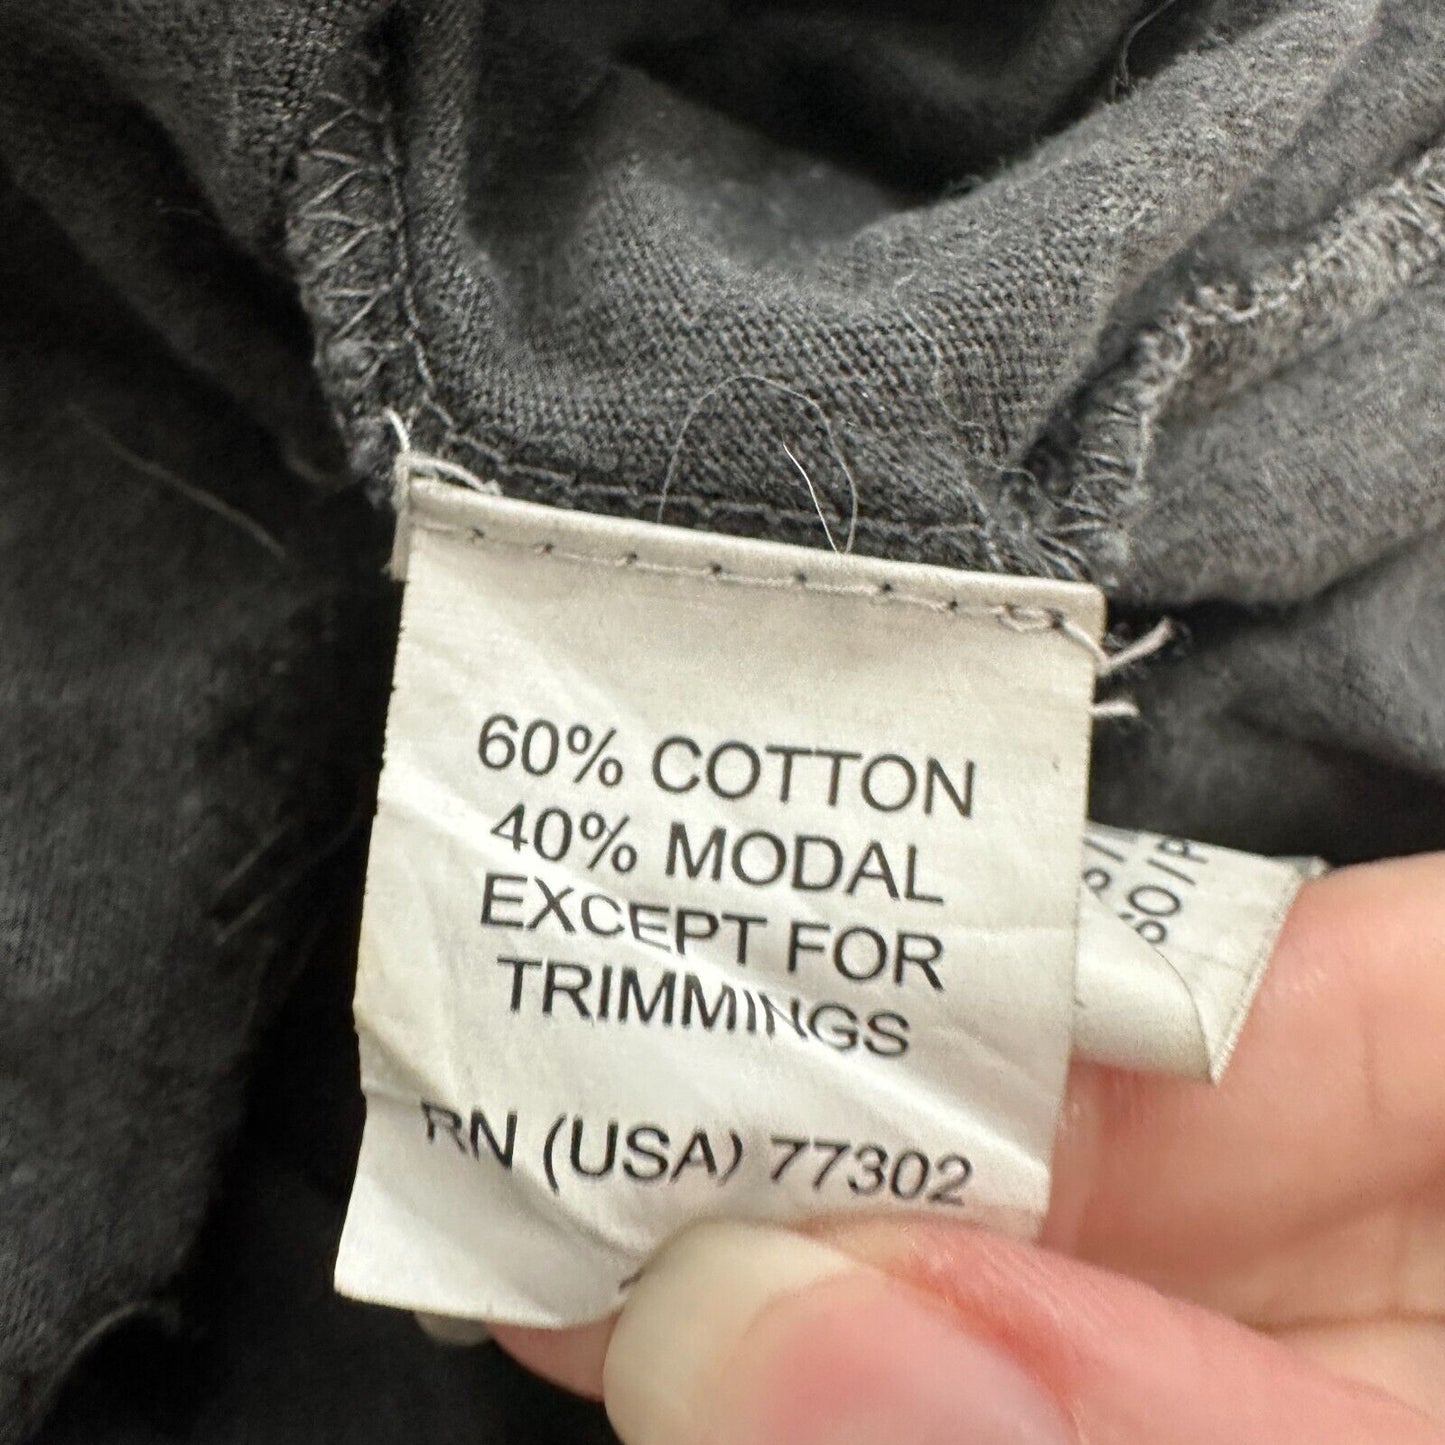 60% COTTON
40% MODAL
EXCEPT FOR
TRIMMINGS
RN (USA) 77302